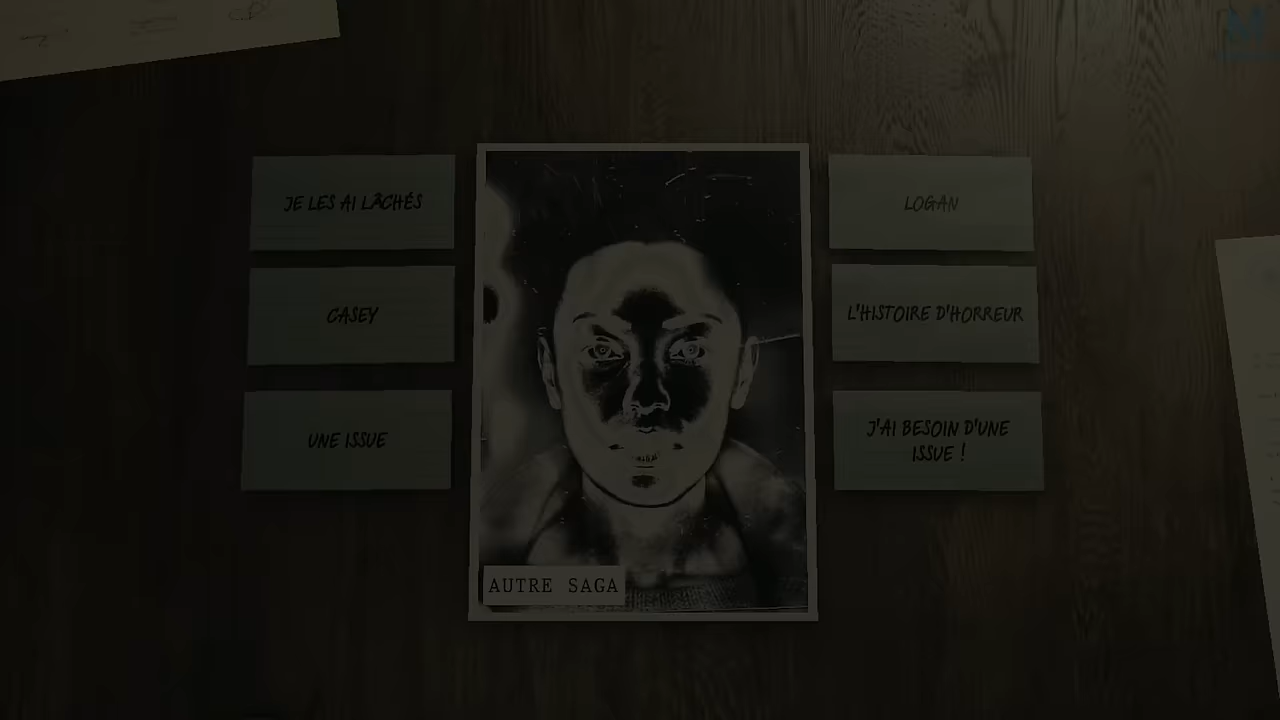 JE LES AI LÂCHÉS
CASEY
UNE ISSUE
AUTRE SAGA
LOGAN
L'HISTOIRE D'HORREUR
J'AI BESOIN D'UNE
ISSUE !
M